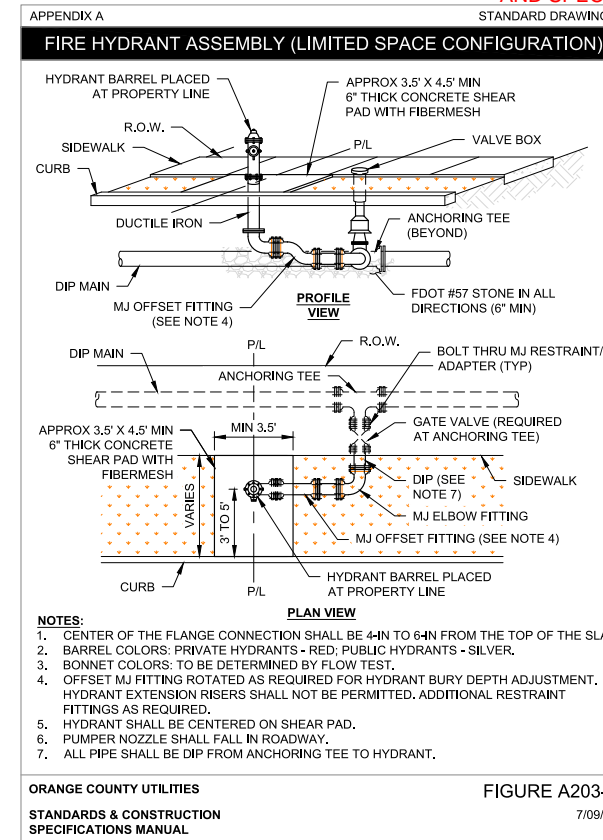 AND SPEC
APPENDIX A
STANDARD DRAWING
FIRE HYDRANT ASSEMBLY (LIMITED SPACE CONFIGURATION)
HYDRANT BARREL PLACED
AT PROPERTY LINE
APPROX 3.5' X 4.5' MIN
6" THICK CONCRETE SHEAR
PAD WITH FIBERMESH
R.O.W.
P/L
VALVE BOX
SIDEWALK
CURB
DUCTILE IRON
ANCHORING TEE
(BEYOND)
DIP MAIN
MJ OFFSET FITTING
(SEE NOTE 4)
PROFILE
VIEW
FDOT #57 STONE IN ALL
DIRECTIONS (6" MIN)
P/L
R.O.W.
DIP MAIN
ANCHORING TEE
BOLT THRU MJ RESTRAINT/
ADAPTER (TYP)
APPROX 3.5' X 4.5' MIN
6" THICK CONCRETE
SHEAR PAD WITH
FIBERMESH
MIN 3.5'
GATE VALVE (REQUIRED
AT ANCHORING TEE)
VARIES
3' TO 5'
DIP (SEE
NOTE 7)
SIDEWALK
MJ ELBOW FITTING
MJ OFFSET FITTING (SEE NOTE 4)
CURB
P/L
HYDRANT BARREL PLACED
AT PROPERTY LINE
PLAN VIEW
NOTES:
1. CENTER OF THE FLANGE CONNECTION SHALL BE 4-IN TO 6-IN FROM THE TOP OF THE SLA
2. BARREL COLORS: PRIVATE HYDRANTS - RED; PUBLIC HYDRANTS - SILVER.
3. BONNET COLORS: TO BE DETERMINED BY FLOW TEST.
4. OFFSET MJ FITTING ROTATED AS REQUIRED FOR HYDRANT BURY DEPTH ADJUSTMENT.
HYDRANT EXTENSION RISERS SHALL NOT BE PERMITTED. ADDITIONAL RESTRAINT
FITTINGS AS REQUIRED.
5. HYDRANT SHALL BE CENTERED ON SHEAR PAD.
6. PUMPER NOZZLE SHALL FALL IN ROADWAY.
7. ALL PIPE SHALL BE DIP FROM ANCHORING TEE TO HYDRANT.
ORANGE COUNTY UTILITIES
FIGURE A203-
STANDARDS & CONSTRUCTION
SPECIFICATIONS MANUAL
7/09/